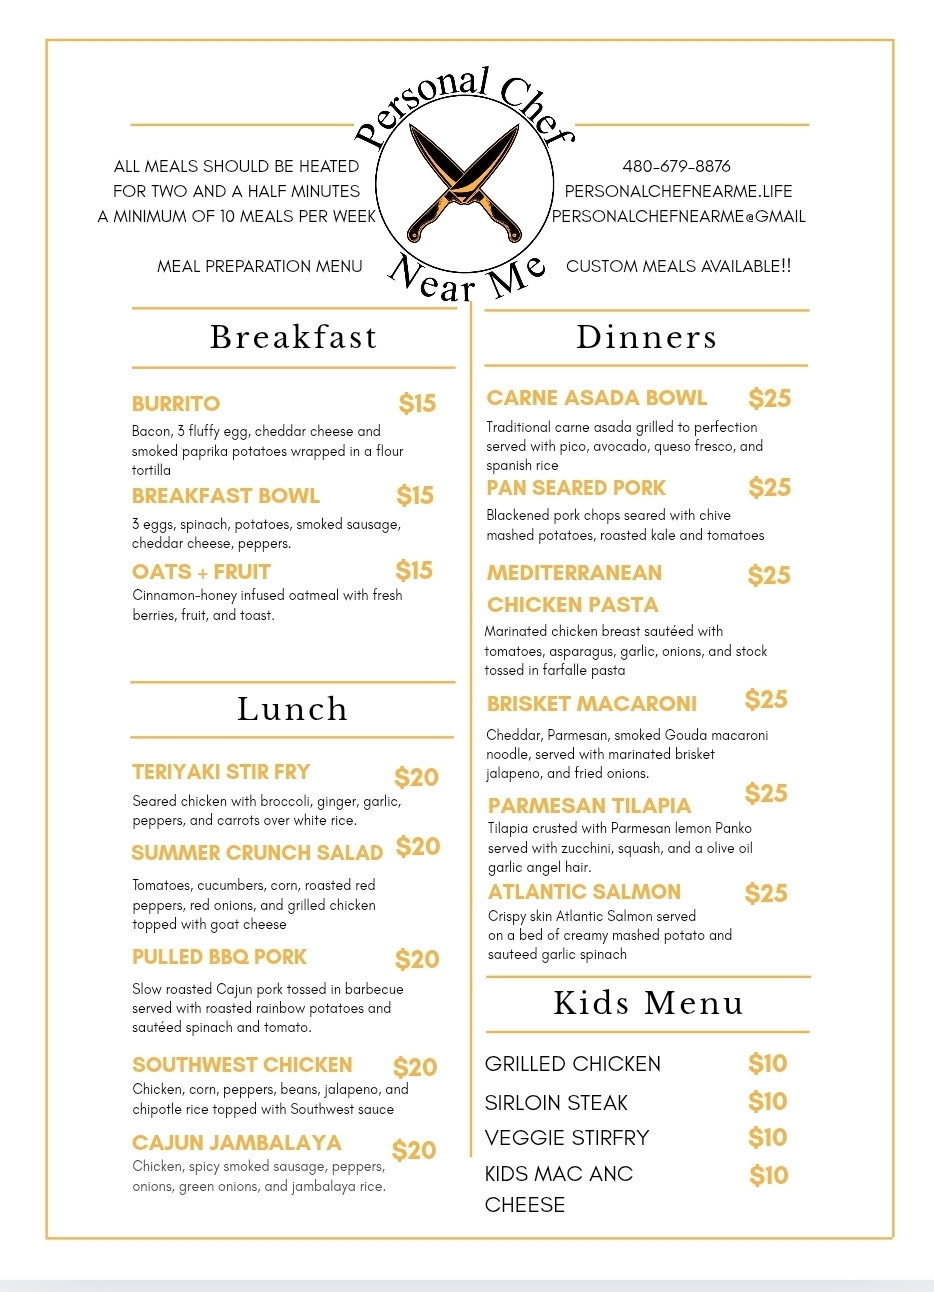 Personal Chef
Near Me
ALL MEALS SHOULD BE HEATED
FOR TWO AND A HALF MINUTES
A MINIMUM OF 10 MEALS PER WEEK
MEAL PREPARATION MENU
480-679-8876
PERSONALCHEFNEARME.LIFE
PERSONALCHEFNEARME@GMAIL
CUSTOM MEALS AVAILABLE!!
Breakfast
BURRITO $15
Bacon, 3 fluffy egg, cheddar cheese and
smoked paprika potatoes wrapped in a flour
tortilla
BREAKFAST BOWL $15
3 eggs, spinach, potatoes, smoked sausage,
cheddar cheese, peppers.
OATS + FRUIT $15
Cinnamon-honey infused oatmeal with fresh
berries, fruit, and toast.
Lunch
TERIYAKI STIR FRY $20
Seared chicken with broccoli, ginger, garlic,
peppers, and carrots over white rice.
SUMMER CRUNCH SALAD $20
Tomatoes, cucumbers, corn, roasted red
peppers, red onions, and grilled chicken
topped with goat cheese
PULLED BBQ PORK $20
Slow roasted Cajun pork tossed in barbecue
served with roasted rainbow potatoes and
sautéed spinach and tomato.
SOUTHWEST CHICKEN $20
Chicken, corn, peppers, beans, jalapeno, and
chipotle rice topped with Southwest sauce
CAJUN JAMBALAYA $20
Chicken, spicy smoked sausage, peppers,
onions, green onions, and jambalaya rice.
Dinners
CARNE ASADA BOWL $25
Traditional carne asada grilled to perfection
served with pico, avocado, queso fresco, and
spanish rice
PAN SEARED PORK $25
Blackened pork chops seared with chive
mashed potatoes, roasted kale and tomatoes
MEDITERRANEAN $25
CHICKEN PASTA
Marinated chicken breast sautéed with
tomatoes, asparagus, garlic, onions, and stock
tossed in farfalle pasta
BRISKET MACARONI $25
Cheddar, Parmesan, smoked Gouda macaroni
noodle, served with marinated brisket
jalapeno, and fried onions.
PARMESAN TILAPIA $25
Tilapia crusted with Parmesan lemon Panko
served with zucchini, squash, and a olive oil
garlic angel hair.
ATLANTIC SALMON $25
Crispy skin Atlantic Salmon served
on a bed of creamy mashed potato and
sauteed garlic spinach
Kids Menu
GRILLED CHICKEN $10
SIRLOIN STEAK $10
VEGGIE STIRFRY $10
KIDS MAC ANC $10
CHEESE